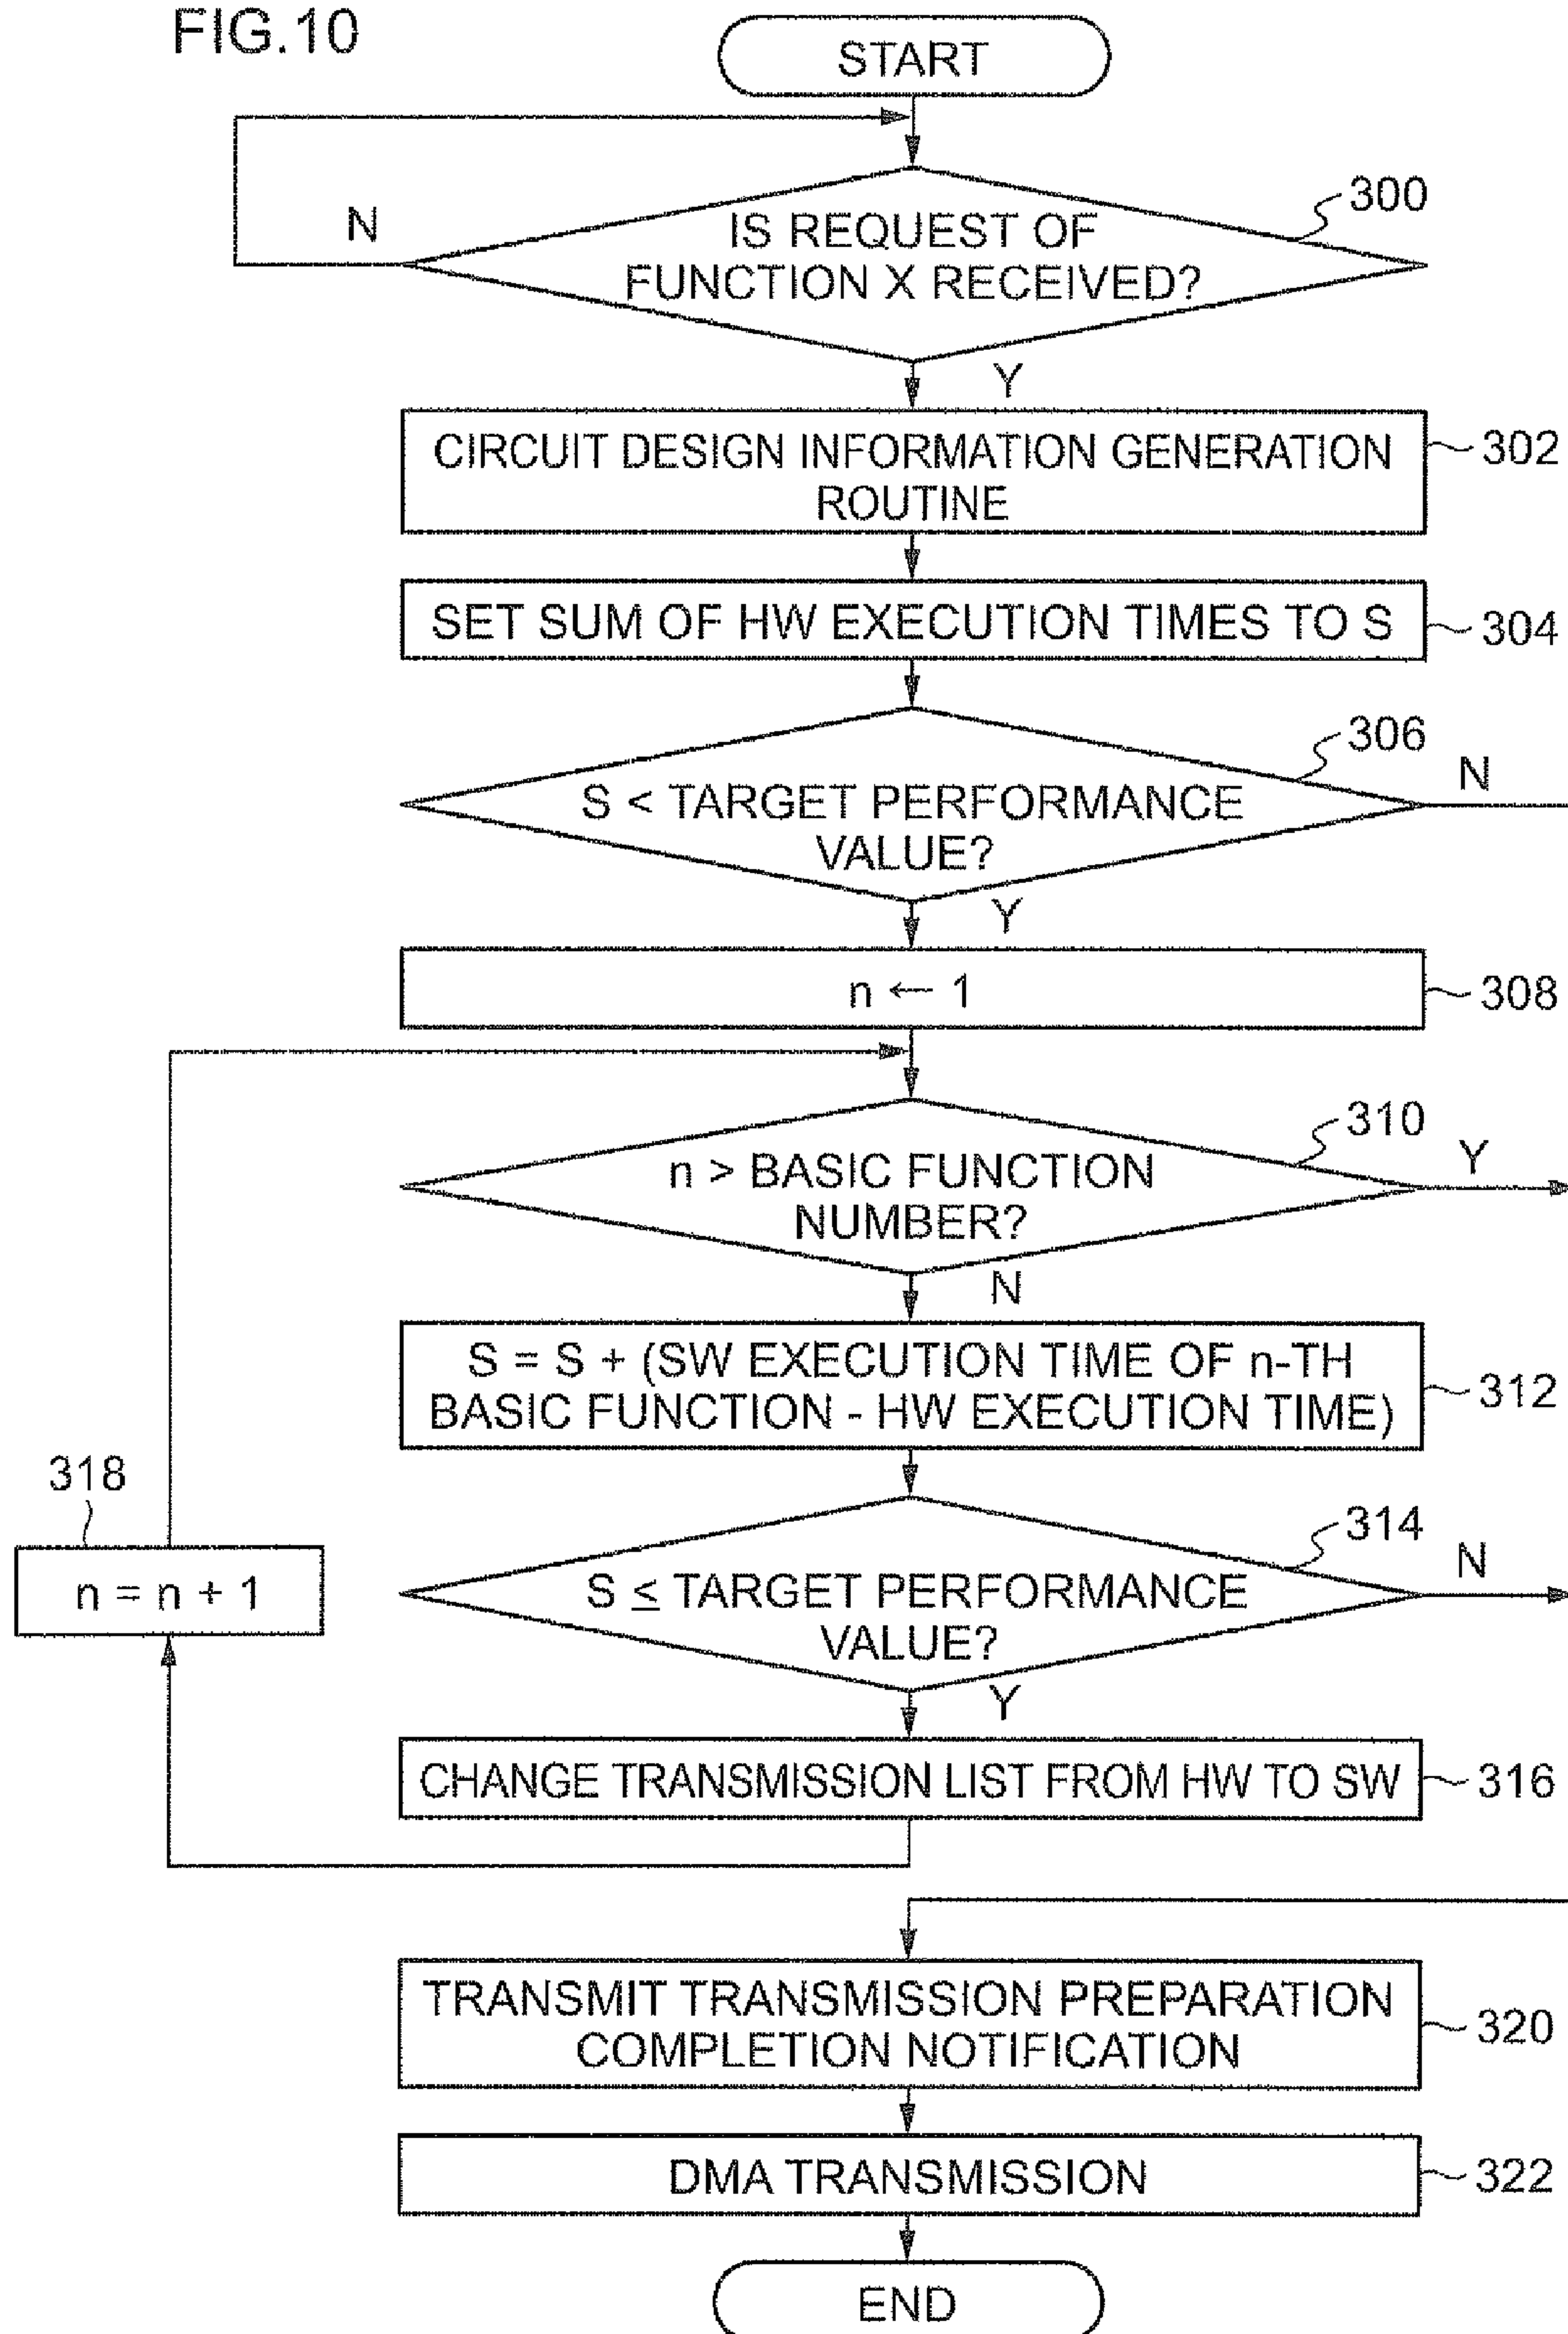 FIG.10
START
N
IS REQUEST OF
FUNCTION X RECEIVED?
300
Y
CIRCUIT DESIGN INFORMATION GENERATION
ROUTINE
302
SET SUM OF HW EXECUTION TIMES TO S
304
306
N
S < TARGET PERFORMANCE
VALUE?
Y
n ← 1
308
310
Y
n > BASIC FUNCTION
NUMBER?
N
S = S + (SW EXECUTION TIME OF n-TH
BASIC FUNCTION - HW EXECUTION TIME)
312
318
n = n + 1
314
N
S ≤ TARGET PERFORMANCE
VALUE?
Y
CHANGE TRANSMISSION LIST FROM HW TO SW
316
TRANSMIT TRANSMISSION PREPARATION
COMPLETION NOTIFICATION
320
DMA TRANSMISSION
322
END